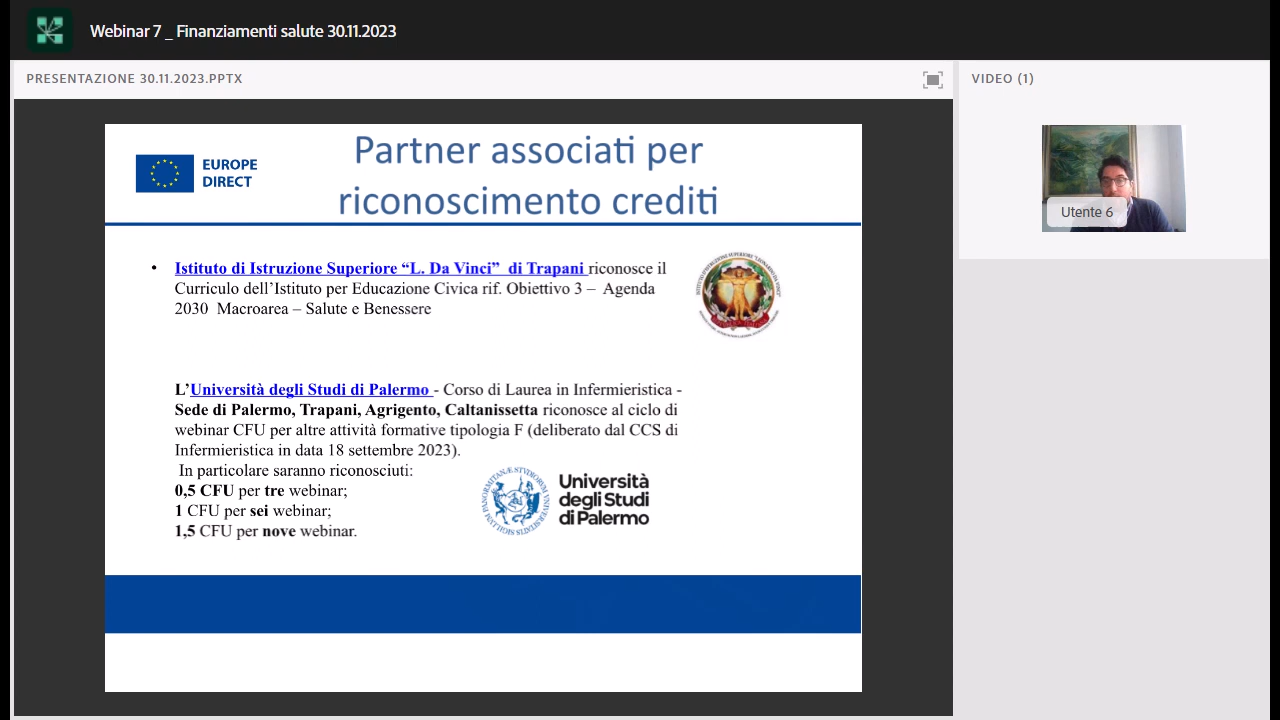 Webinar 7 _ Finanziamenti salute 30.11.2023
PRESENTAZIONE 30.11.2023.PPTX
VIDEO (1)
EUROPE
DIRECT
Partner associati per
riconoscimento crediti
• Istituto di Istruzione Superiore “L. Da Vinci” di Trapani riconosce il
Curriculo dell’Istituto per Educazione Civica rif. Obiettivo 3 – Agenda
2030 Macroarea – Salute e Benessere
L’Università degli Studi di Palermo - Corso di Laurea in Infermieristica -
Sede di Palermo, Trapani, Agrigento, Caltanissetta riconosce al ciclo di
webinar CFU per altre attività formative tipologia F (deliberato dal CCS di
Infermieristica in data 18 settembre 2023).
In particolare saranno riconosciuti:
0,5 CFU per tre webinar;
1 CFU per sei webinar;
1,5 CFU per nove webinar.
Università
degli Studi
di Palermo
Utente 6